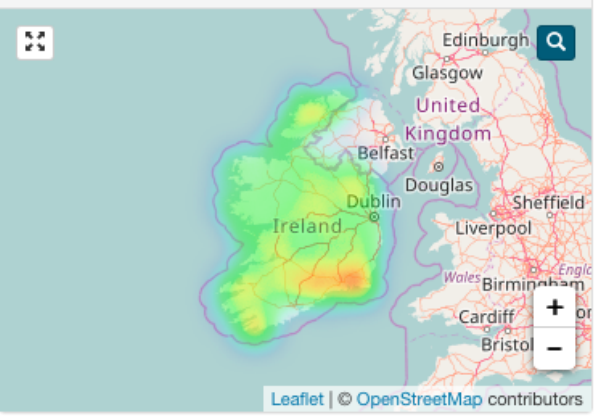 Edinburgh
Glasgow
United
Kingdom
Belfast
Douglas
Dublin
Sheffield
Ireland
Liverpool
Wales
Engl
Birmingham
+
Cardiff
−
Bristol
Leaflet | © OpenStreetMap contributors